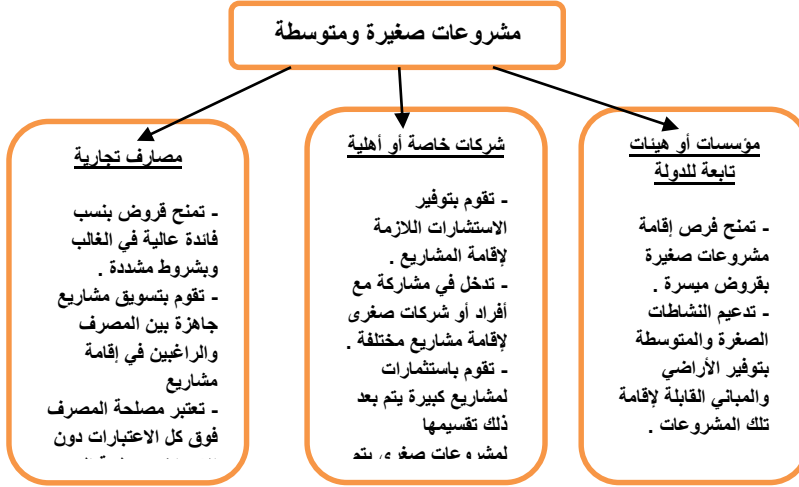 مشروعات صغيرة ومتوسطة
مؤسسات أو هيئات
تابعة للدولة
- تمنح فرص إقامة
مشروعات صغيرة
بقروض ميسرة .
- تدعيم النشاطات
الصغرة والمتوسطة
بتوفير الأراضي
والمباني القابلة لإقامة
تلك المشروعات .
شركات خاصة أو أهلية
- تقوم بتوفير
الاستشارات اللازمة
لإقامة المشاريع .
- تدخل في مشاركة مع
أفراد أو شركات صغرى
لإقامة مشاريع مختلفة .
- تقوم باستثمارات
لمشاريع كبيرة يتم بعد
ذلك تقسيمها
لمشروعات صغرى يتم
مصارف تجارية
- تمنح قروض بنسب
فائدة عالية في الغالب
وبشروط مشددة .
- تقوم بتسويق مشاريع
جاهزة بين المصرف
والراغبين في إقامة
مشاريع
- تعتبر مصلحة المصرف
فوق كل الاعتبارات دون